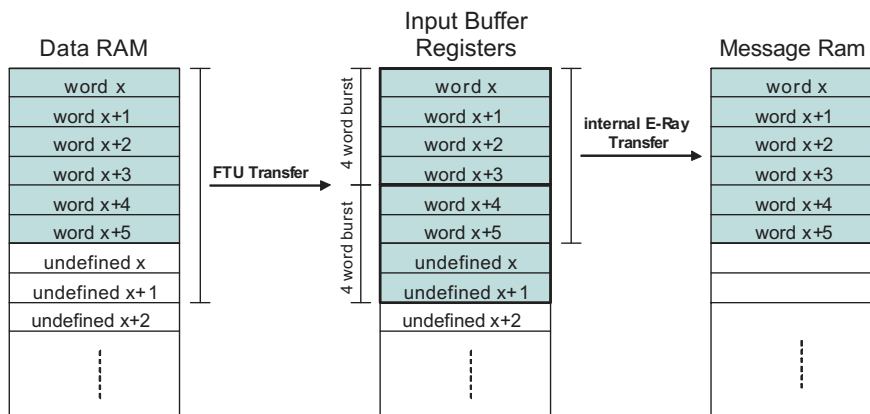 Data RAM
word x
word x+1
word x+2
word x+3
word x+4
word x+5
undefined x
undefined x+1
undefined x+2
FTU Transfer
Input Buffer
Registers
4 word burst
4 word burst
word x
word x+1
word x+2
word x+3
word x+4
word x+5
undefined x
undefined x+1
undefined x+2
internal E-Ray
Transfer
Message Ram
word x
word x+1
word x+2
word x+3
word x+4
word x+5